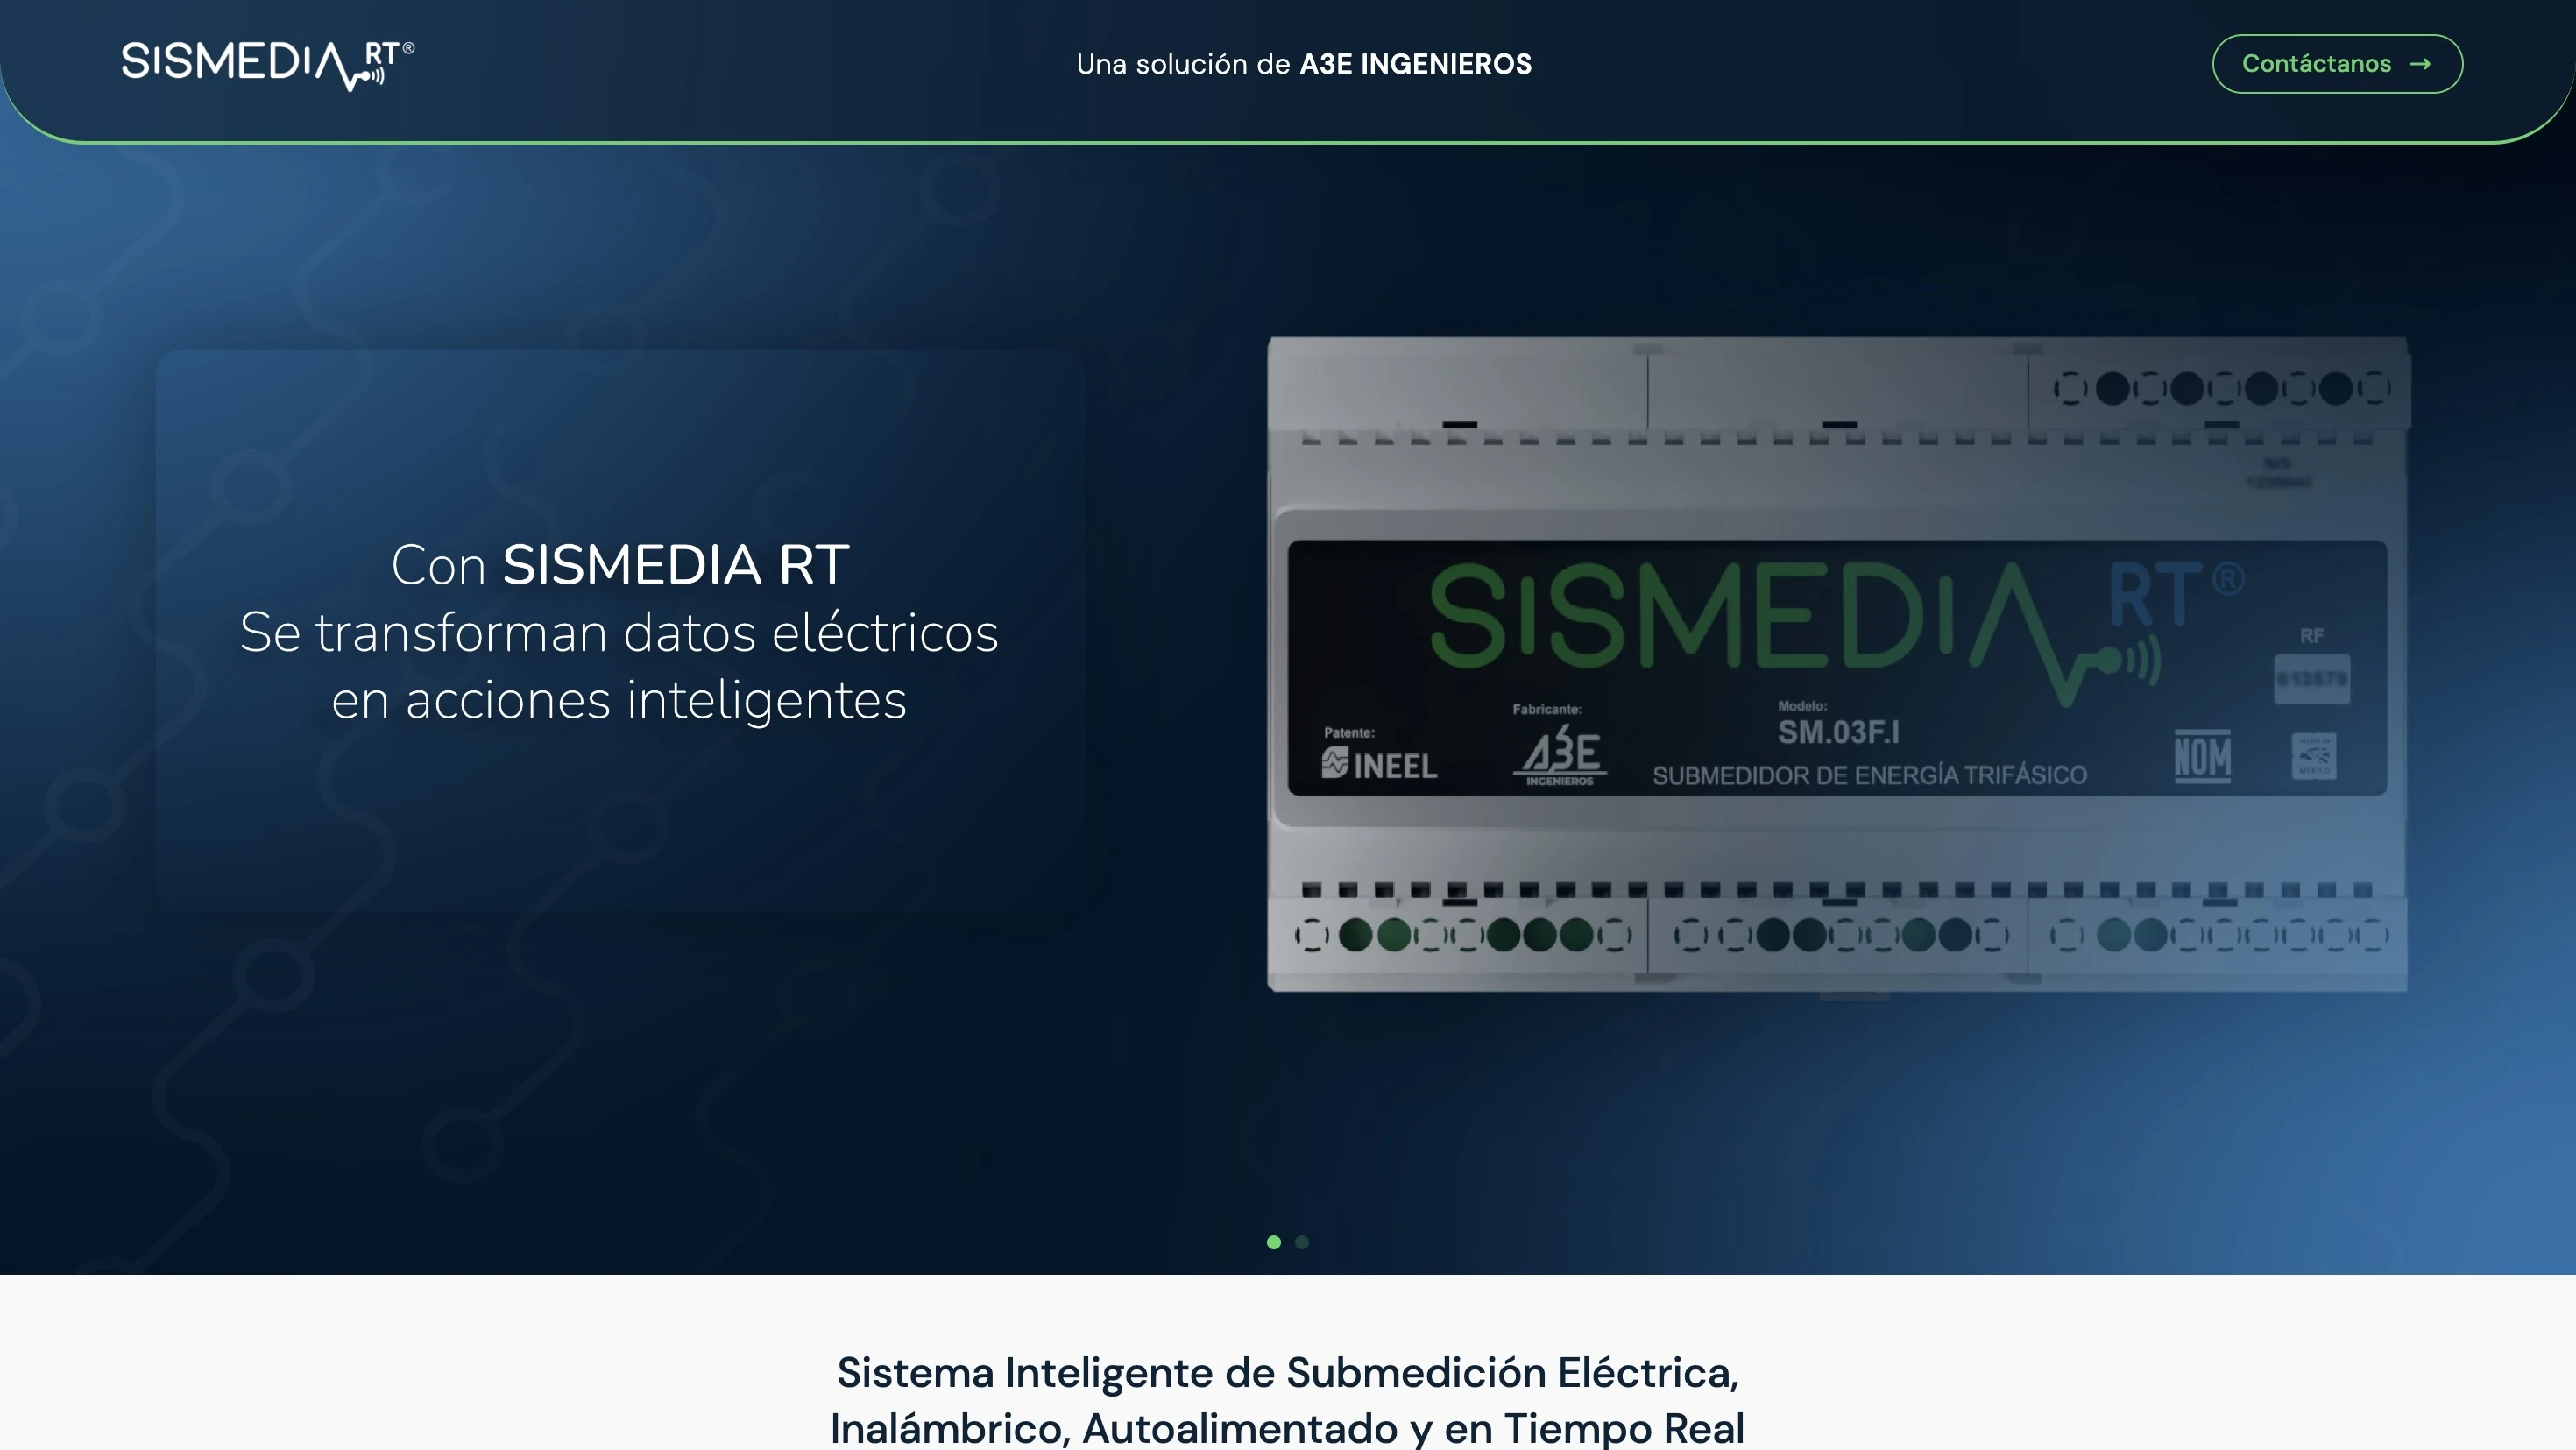 SISMEDIA RT®
Una solución de A3E INGENIEROS
Contáctanos →
Con SISMEDIA RT
Se transforman datos eléctricos
en acciones inteligentes
SISMEDIA RT®
RF
Patente:
INEEL
Fabricante:
A3E
INGENIEROS
Modelo:
SM.03F.I
SUBMEDIDOR DE ENERGÍA TRIFÁSICO
NOM
MÉXICO
Sistema Inteligente de Submedición Eléctrica,
Inalámbrico, Autoalimentado y en Tiempo Real